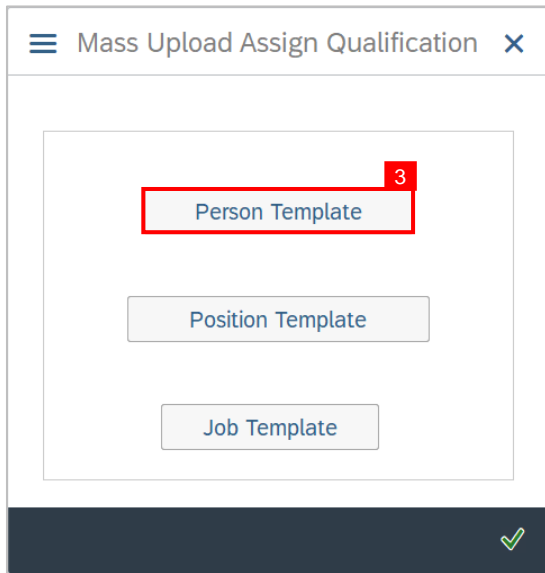 Mass Upload Assign Qualification
3
Person Template
Position Template
Job Template